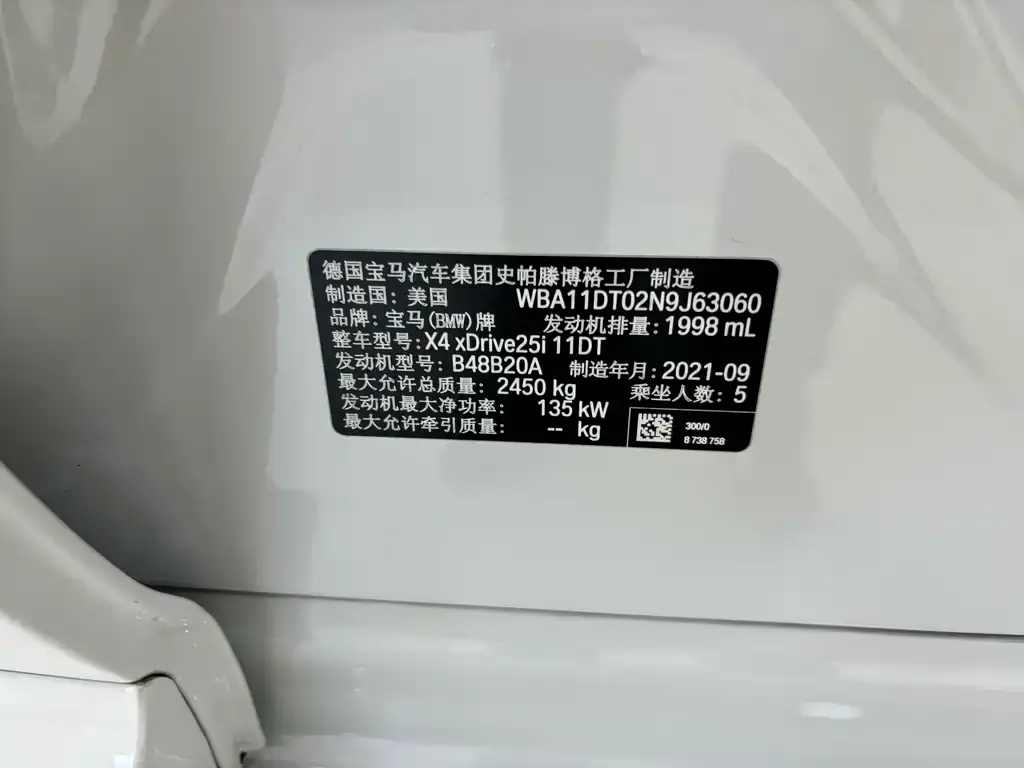 德国宝马汽车集团史帕滕博格工厂制造
制造国：美国 WBA11DT02N9J63060
品牌：宝马(BMW)牌 发动机排量：1998 mL
整车型号：X4 xDrive25i 11DT
发动机型号：B48B20A 制造年月：2021-09
最大允许总质量：2450 kg 乘坐人数：5
发动机最大净功率：135 kW
最大允许牵引质量：-- kg
300/0
8 738 758